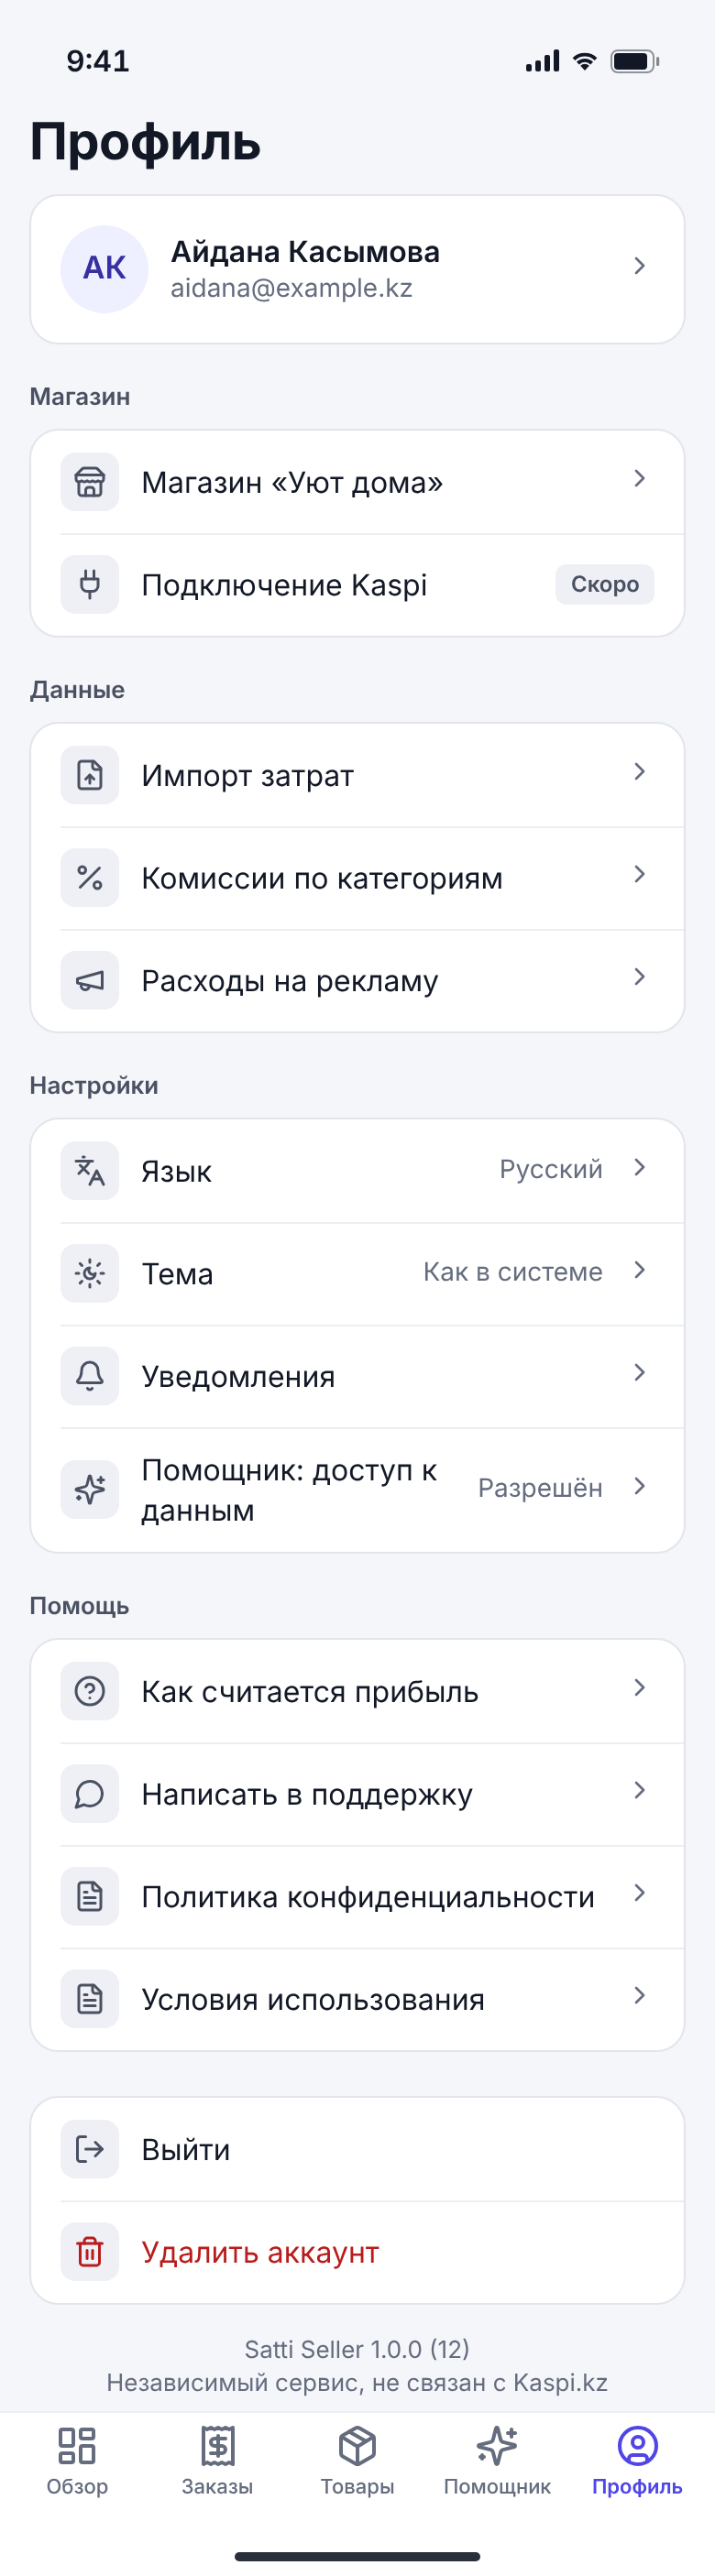 9:41
Профиль
АК
Айдана Касымова
aidana@example.kz
Магазин
Магазин «Уют дома»
Подключение Kaspi
Скоро
Данные
Импорт затрат
Комиссии по категориям
Расходы на рекламу
Настройки
Язык
Русский
Тема
Как в системе
Уведомления
Помощник: доступ к
данным
Разрешён
Помощь
Как считается прибыль
Написать в поддержку
Политика конфиденциальности
Условия использования
Выйти
Удалить аккаунт
Satti Seller 1.0.0 (12)
Независимый сервис, не связан с Kaspi.kz
Обзор
Заказы
Товары
Помощник
Профиль